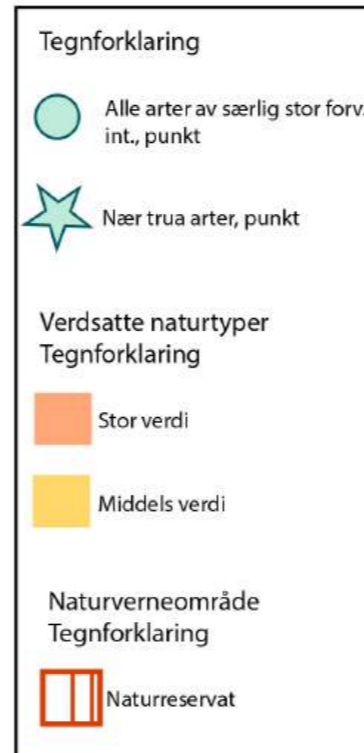 Tegnforklaring
Alle arter av særlig stor forv.
int., punkt
Nær trua arter, punkt
Verdsatte naturtyper
Tegnforklaring
Stor verdi
Middels verdi
Naturverneområde
Tegnforklaring
Naturreservat